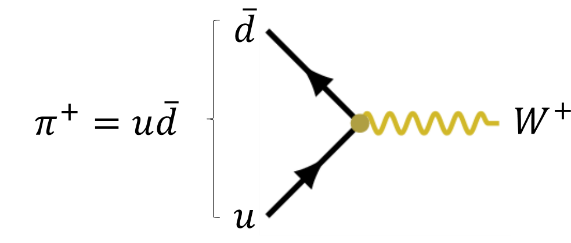 d̄
π⁺ = ud̄
W⁺
u